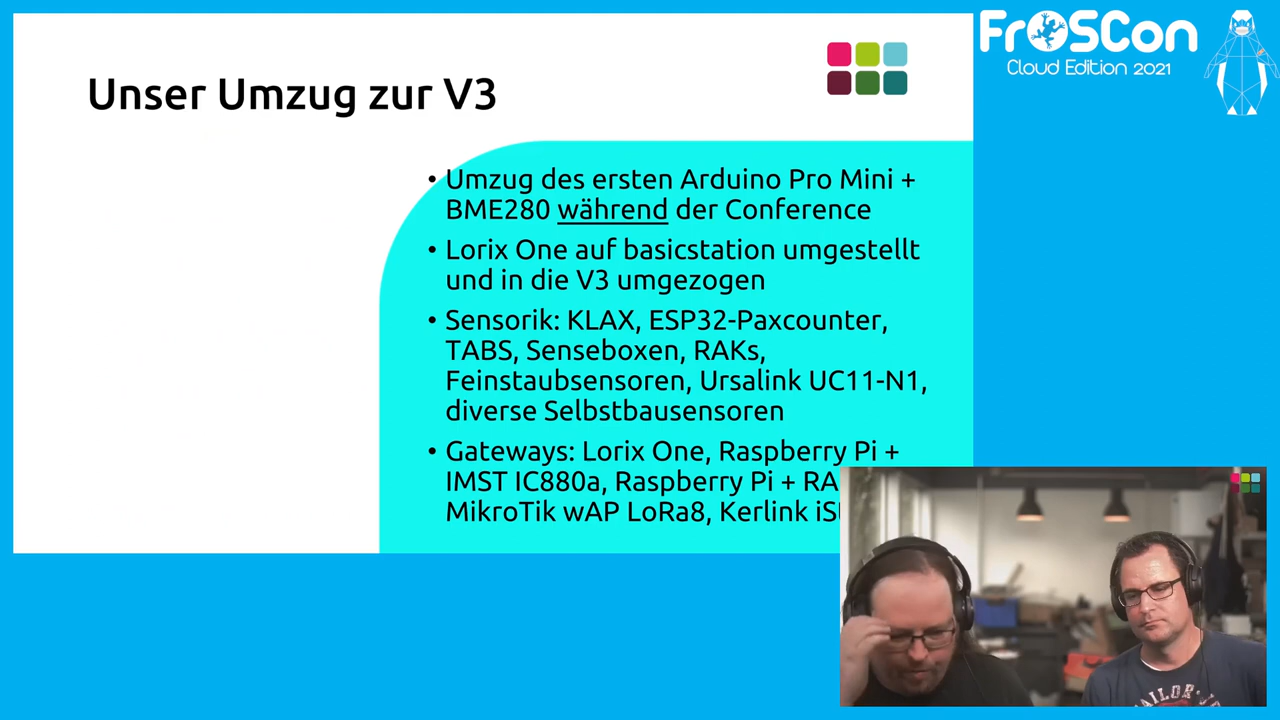 FrOSCon
Cloud Edition 2021
Unser Umzug zur V3
• Umzug des ersten Arduino Pro Mini +
BME280 während der Conference
• Lorix One auf basicstation umgestellt
und in die V3 umgezogen
• Sensorik: KLAX, ESP32-Paxcounter,
TABS, Senseboxen, RAKs,
Feinstaubsensoren, Ursalink UC11-N1,
diverse Selbstbausensoren
• Gateways: Lorix One, Raspberry Pi +
IMST IC880a, Raspberry Pi + RA
MikroTik wAP LoRa8, Kerlink